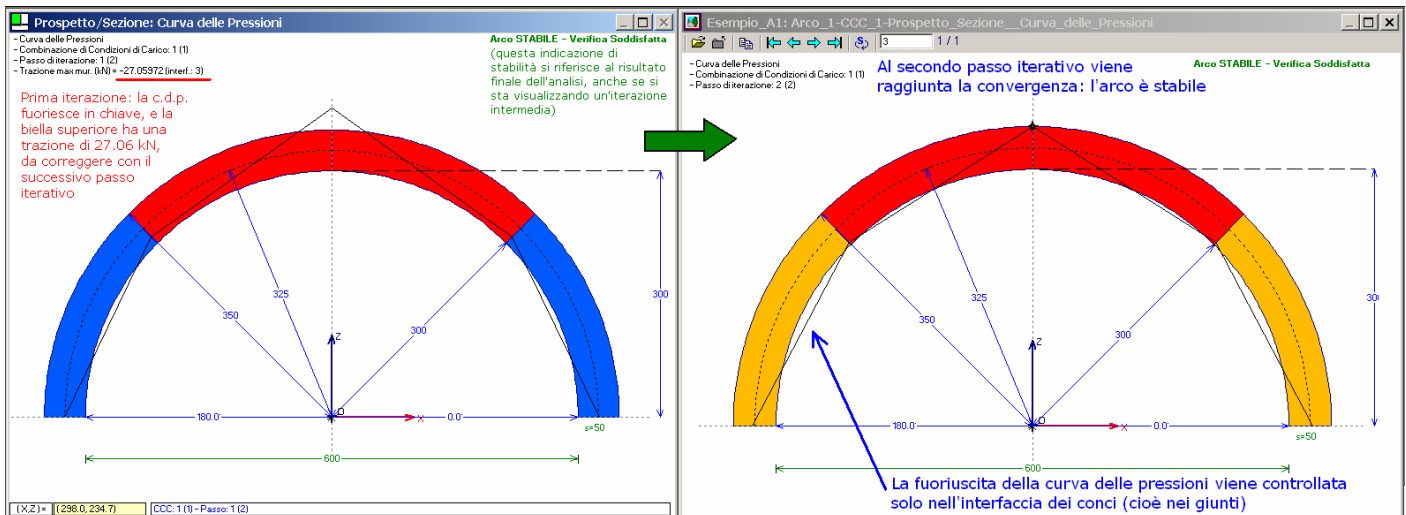 Prospetto/Sezione: Curva delle Pressioni
- Curva delle Pressioni
- Combinazione di Condizioni di Carico: 1 (1)
- Passo di iterazione: 1 (2)
- Trazione max mur. (kN) = -27.05972 (interf.: 3)
Arco STABILE - Verifica Soddisfatta
(questa indicazione di
stabilità si riferisce al risultato
finale dell'analisi, anche se si
sta visualizzando un'iterazione
intermedia)
Prima iterazione: la c.d.p.
fuoriesce in chiave, e la
biella superiore ha una
trazione di 27.06 kN,
da correggere con il
successivo passo
iterativo
325
350
300
300
Z
O
X
180.0
0.0
s=50
600
(X,Z) = (298.0, 234.7) CCC: 1 (1) - Passo: 1 (2)
Esempio_A1: Arco_1-CCC_1-Prospetto_Sezione__Curva_delle_Pressioni
3 1 / 1
- Curva delle Pressioni
- Combinazione di Condizioni di Carico: 1 (1)
- Passo di iterazione: 2 (2)
Al secondo passo iterativo viene
raggiunta la convergenza: l'arco è stabile
Arco STABILE - Verifica Soddisfatta
325
350
300
Z
O
X
180.0
0.0
s=50
600
La fuoriuscita della curva delle pressioni viene controllata
solo nell'interfaccia dei conci (cioè nei giunti)